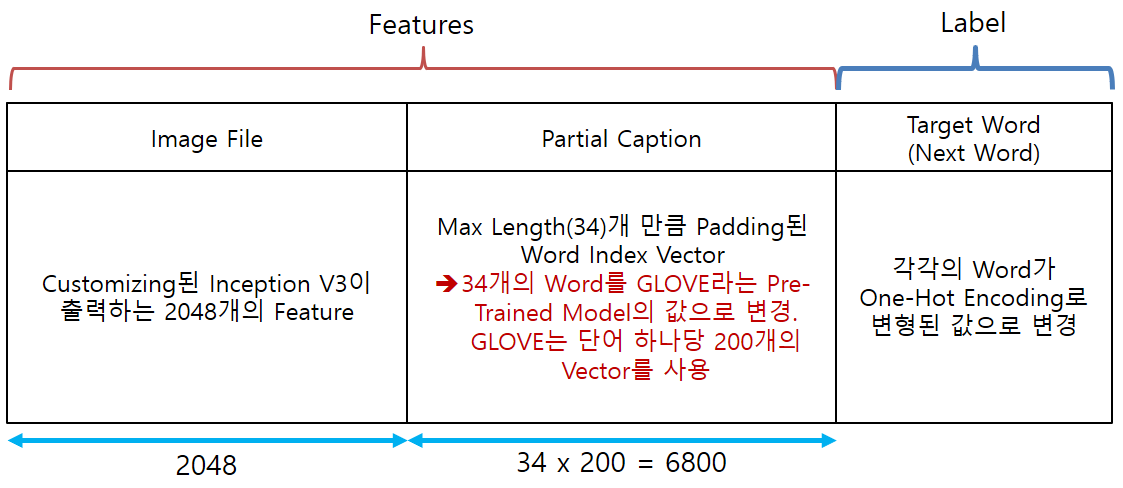 Features
Label
Image File
Partial Caption
Target Word
(Next Word)
Customizing된 Inception V3이
출력하는 2048개의 Feature
Max Length(34)개 만큼 Padding된
Word Index Vector
➔ 34개의 Word를 GLOVE라는 Pre-
Trained Model의 값으로 변경.
GLOVE는 단어 하나당 200개의
Vector를 사용
각각의 Word가
One-Hot Encoding로
변형된 값으로 변경
2048
34 x 200 = 6800